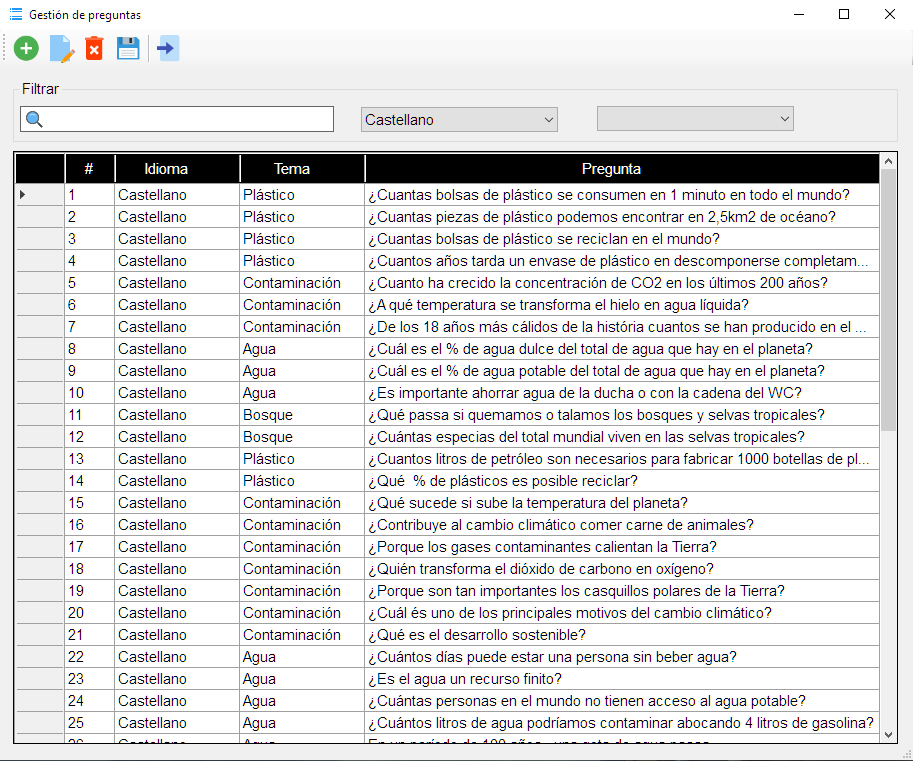 Gestión de preguntas
Filtrar
Castellano
# Idioma Tema Pregunta
1 Castellano Plástico ¿Cuantas bolsas de plástico se consumen en 1 minuto en todo el mundo?
2 Castellano Plástico ¿Cuantas piezas de plástico podemos encontrar en 2,5km2 de océano?
3 Castellano Plástico ¿Cuantas bolsas de plástico se reciclan en el mundo?
4 Castellano Plástico ¿Cuantos años tarda un envase de plástico en descomponerse completam...
5 Castellano Contaminación ¿Cuanto ha crecido la concentración de CO2 en los últimos 200 años?
6 Castellano Contaminación ¿A qué temperatura se transforma el hielo en agua líquida?
7 Castellano Contaminación ¿De los 18 años más cálidos de la história cuantos se han producido en el ...
8 Castellano Agua ¿Cuál es el % de agua dulce del total de agua que hay en el planeta?
9 Castellano Agua ¿Cuál es el % de agua potable del total de agua que hay en el planeta?
10 Castellano Agua ¿Es importante ahorrar agua de la ducha o con la cadena del WC?
11 Castellano Bosque ¿Qué passa si quemamos o talamos los bosques y selvas tropicales?
12 Castellano Bosque ¿Cuántas especias del total mundial viven en las selvas tropicales?
13 Castellano Plástico ¿Cuantos litros de petróleo son necesarios para fabricar 1000 botellas de pl...
14 Castellano Plástico ¿Qué  % de plásticos es posible reciclar?
15 Castellano Contaminación ¿Qué sucede si sube la temperatura del planeta?
16 Castellano Contaminación ¿Contribuye al cambio climático comer carne de animales?
17 Castellano Contaminación ¿Porque los gases contaminantes calientan la Tierra?
18 Castellano Contaminación ¿Quién transforma el dióxido de carbono en oxígeno?
19 Castellano Contaminación ¿Porque son tan importantes los casquillos polares de la Tierra?
20 Castellano Contaminación ¿Cuál és uno de los principales motivos del cambio climático?
21 Castellano Contaminación ¿Qué es el desarrollo sostenible?
22 Castellano Agua ¿Cuántos días puede estar una persona sin beber agua?
23 Castellano Agua ¿Es el agua un recurso finito?
24 Castellano Agua ¿Cuántas personas en el mundo no tienen acceso al agua potable?
25 Castellano Agua ¿Cuántos litros de agua podríamos contaminar abocando 4 litros de gasolina?
26 Castellano Agua